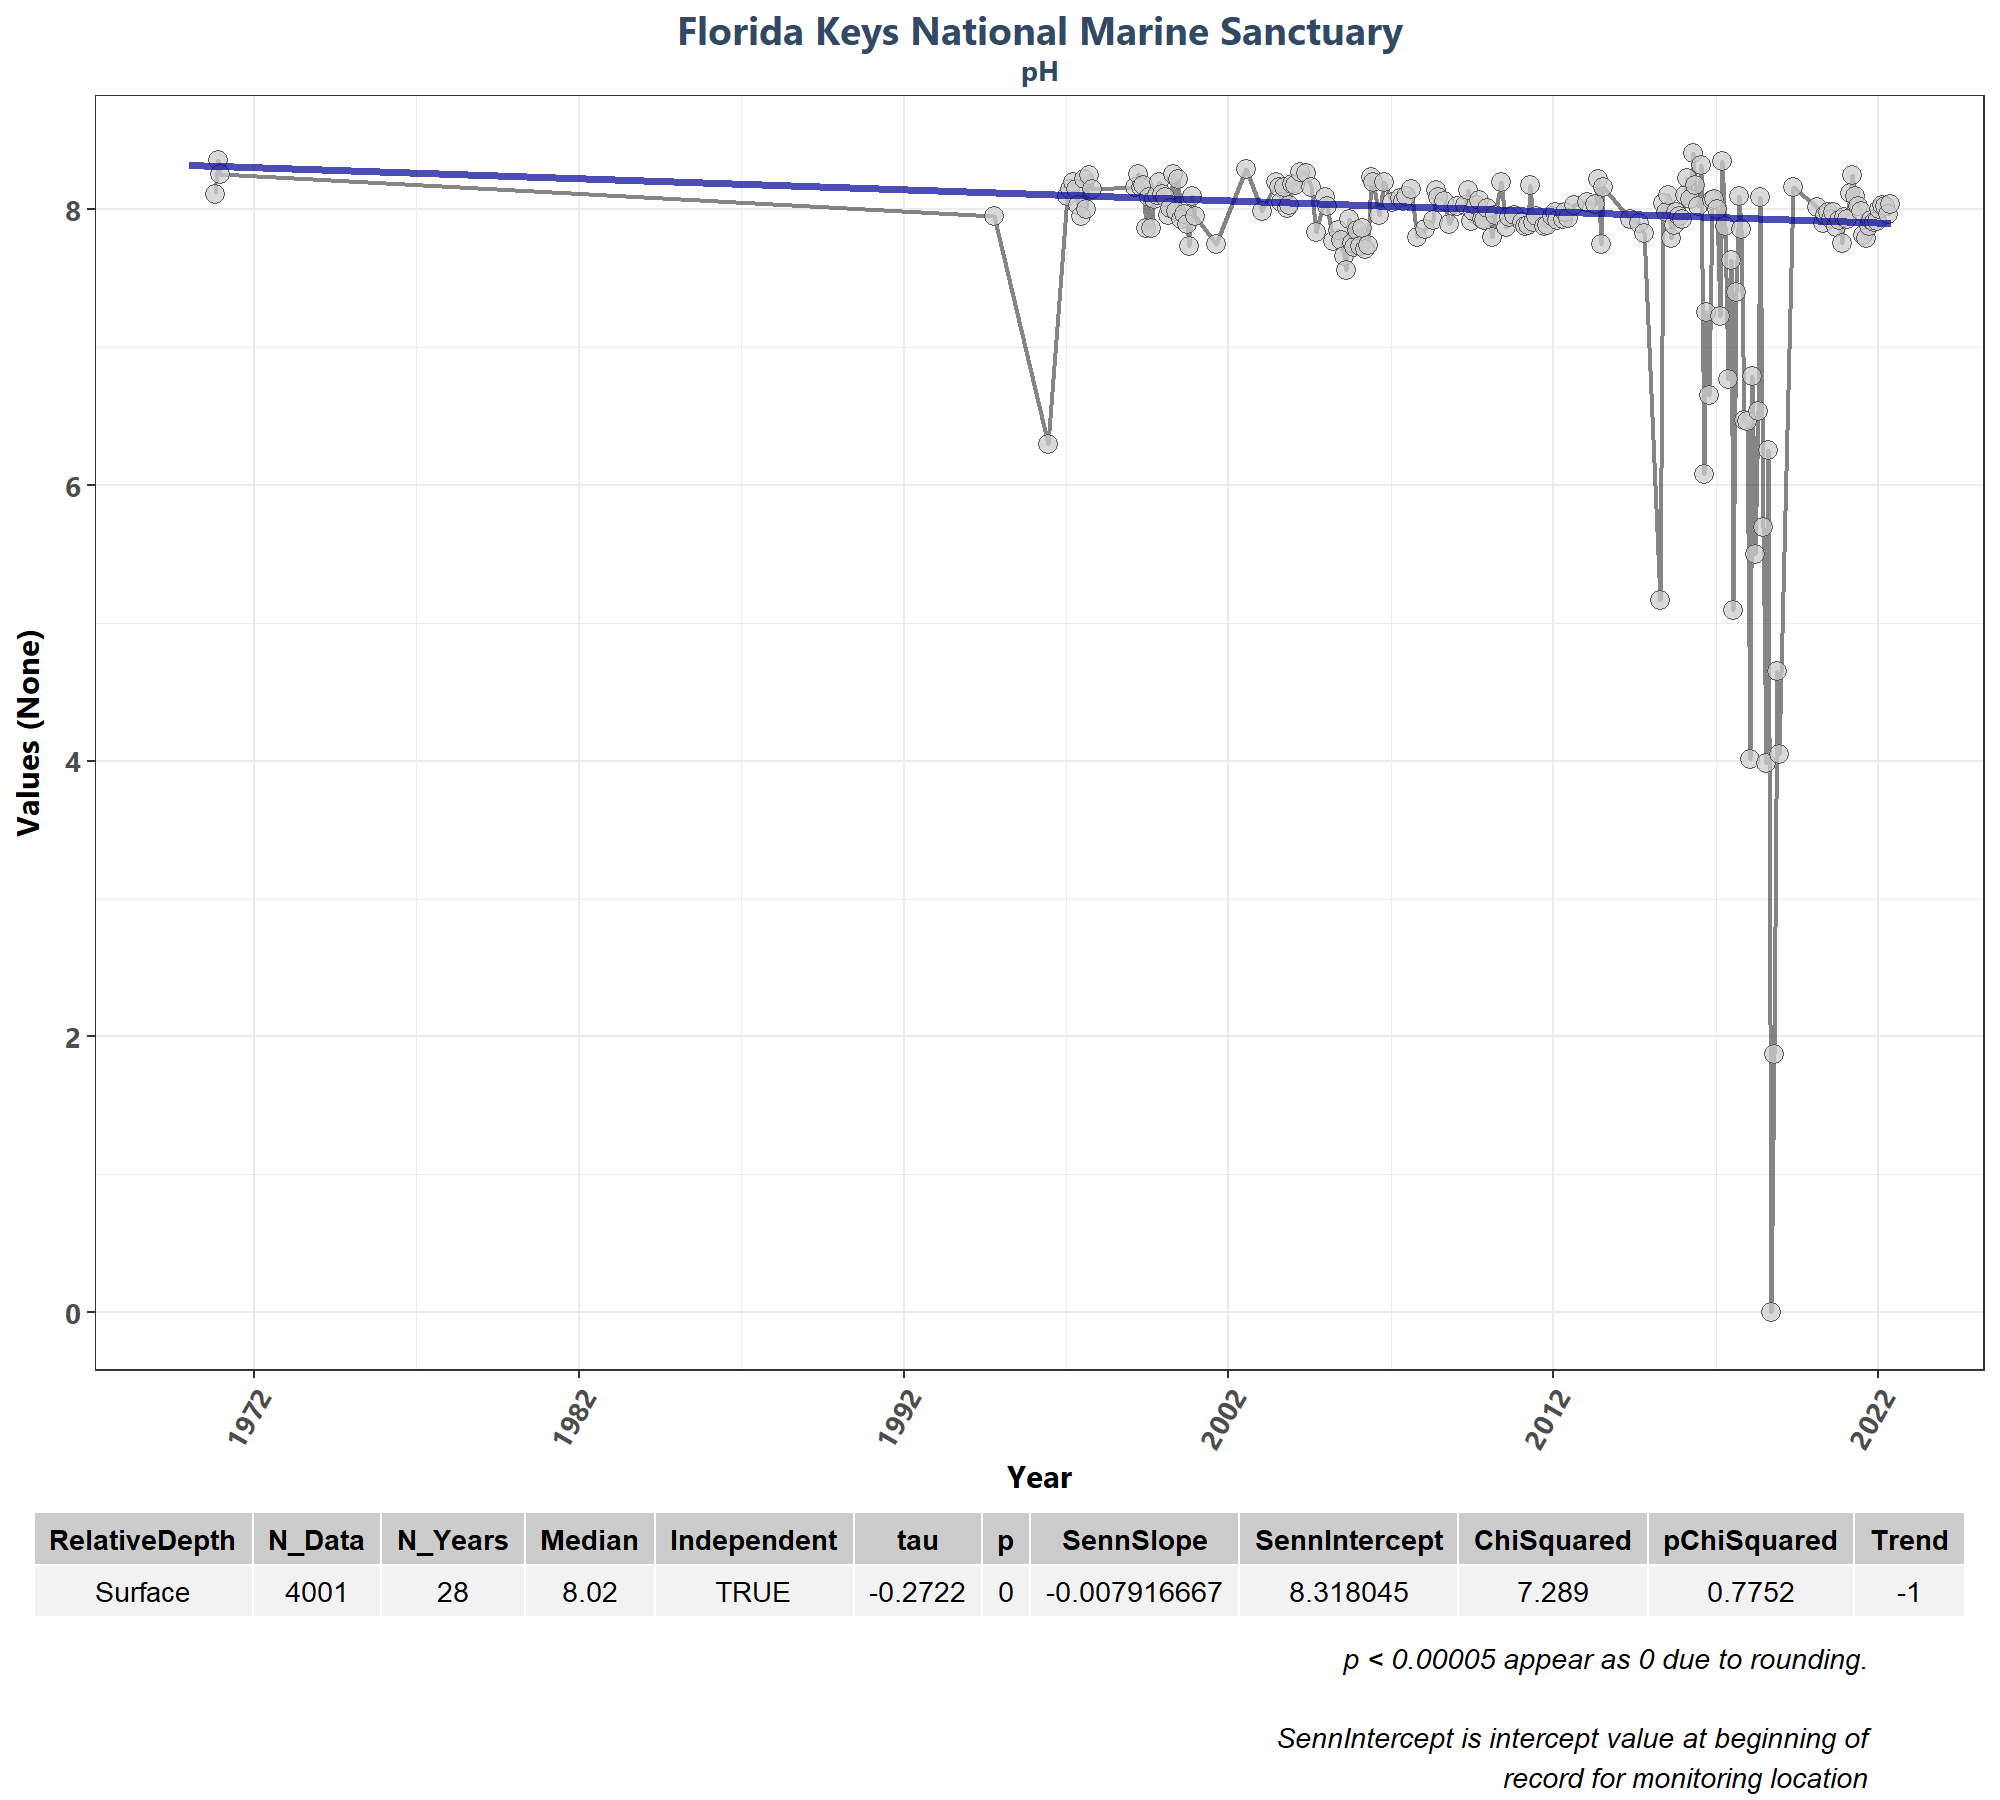 Florida Keys National Marine Sanctuary
pH
8
6
4
2
0
Values (None)
1972 1982 1992 2002 2012 2022
Year
RelativeDepth N_Data N_Years Median Independent tau p SennSlope SennIntercept ChiSquared pChiSquared Trend
Surface 4001 28 8.02 TRUE -0.2722 0 -0.007916667 8.318045 7.289 0.7752 -1
p < 0.00005 appear as 0 due to rounding.
SennIntercept is intercept value at beginning of
record for monitoring location